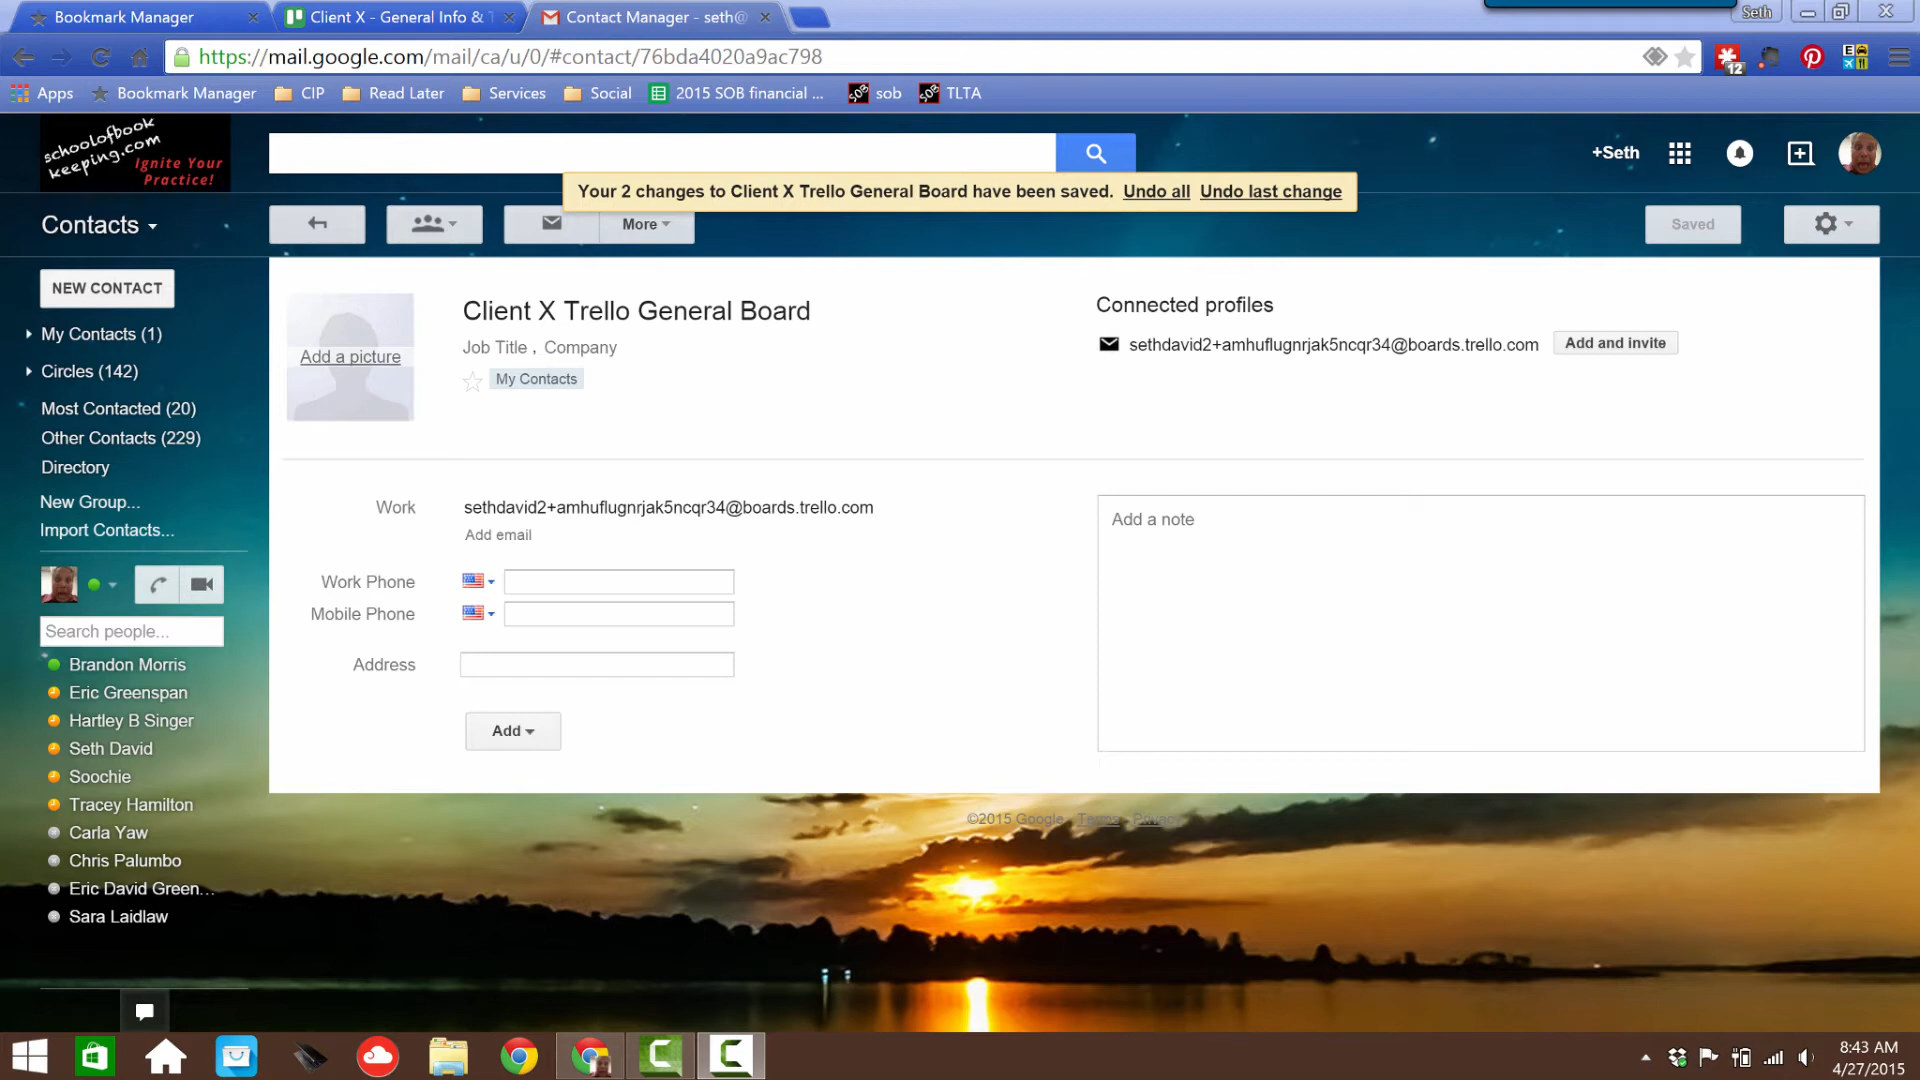 Bookmark Manager
Client X - General Info &
Contact Manager - seth@
Seth
https://mail.google.com/mail/ca/u/0/#contact/76bda4020a9ac798
12
Apps
Bookmark Manager
CIP
Read Later
Services
Social
2015 SOB financial ...
sob
TLTA
schoolofbook
keeping.com
Ignite Your
Practice!
+Seth
Your 2 changes to Client X Trello General Board have been saved. Undo all Undo last change
Contacts
More
Saved
NEW CONTACT
My Contacts (1)
Circles (142)
Most Contacted (20)
Other Contacts (229)
Directory
New Group...
Import Contacts...
Search people...
Brandon Morris
Eric Greenspan
Hartley B Singer
Seth David
Soochie
Tracey Hamilton
Carla Yaw
Chris Palumbo
Eric David Green...
Sara Laidlaw
Add a picture
Client X Trello General Board
Job Title , Company
My Contacts
Connected profiles
sethdavid2+amhuflugnrjak5ncqr34@boards.trello.com
Add and invite
Work
sethdavid2+amhuflugnrjak5ncqr34@boards.trello.com
Add email
Work Phone
Mobile Phone
Address
Add
Add a note
©2015 Google - Terms - Privacy
8:43 AM
4/27/2015